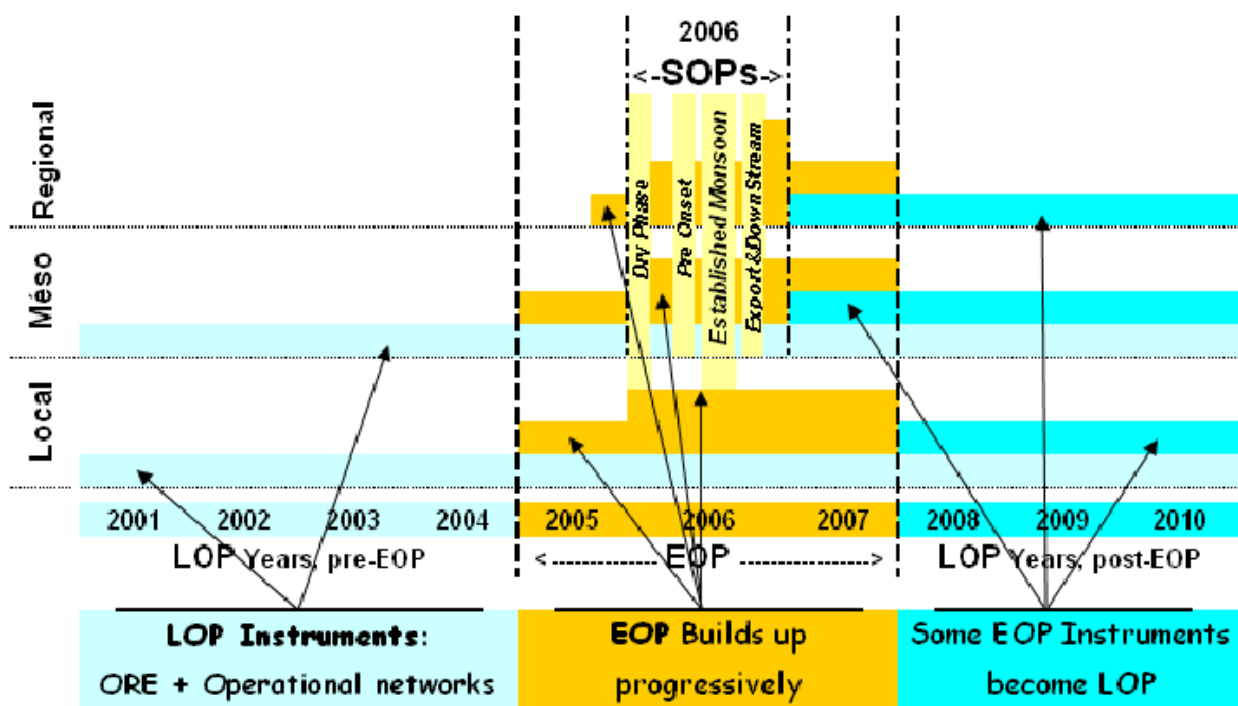 2006
<-SOPs->
Regional
Méso
Local
Dry Phase
Pre Onset
Established Monsoon
Export&Down Stream
2001 2002 2003 2004 2005 2006 2007 2008 2009 2010
LOP Years, pre-EOP
<---------- EOP ----------->
LOP Years, post-EOP
LOP Instruments:
ORE + Operational networks
EOP Builds up
progressively
Some EOP Instruments
become LOP